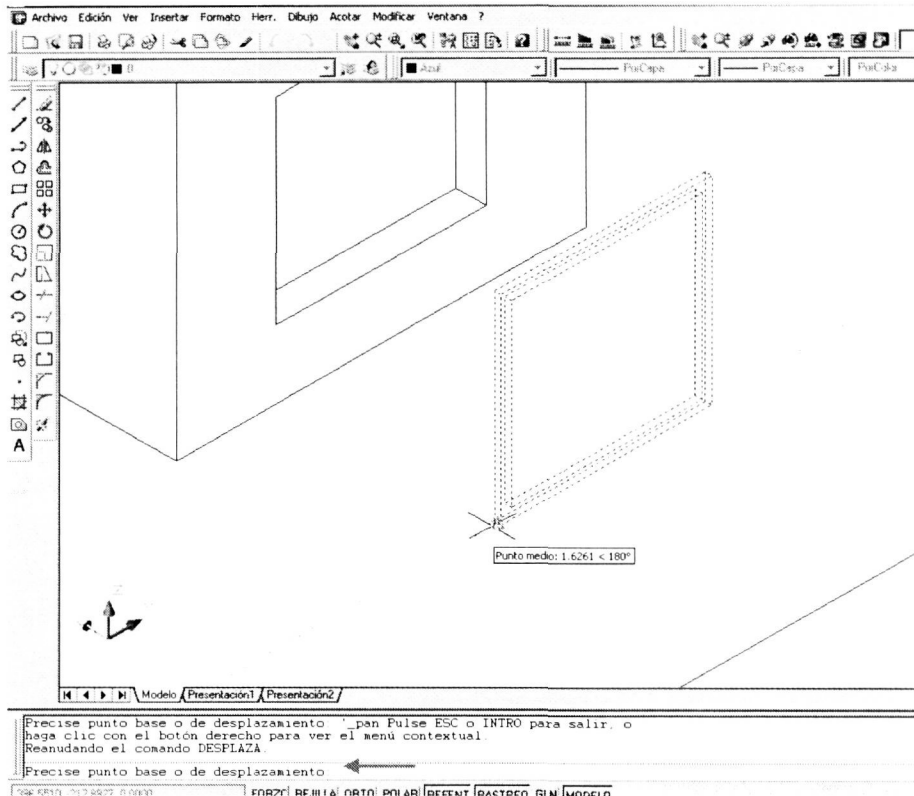 Archivo Edición Ver Insertar Formato Herr. Dibujo Acotar Modificar Ventana ?
0 Azul PorCapa PorCapa PorColor
A
Punto medio: 1.6261 < 180°
Modelo Presentación1 Presentación2
Precise punto base o de desplazamiento '_pan Pulse ESC o INTRO para salir, o
haga clic con el botón derecho para ver el menú contextual.
Reanudando el comando DESPLAZA.
Precise punto base o de desplazamiento
FORZC REJILLA ORTO POLAR REFENT RASTREO GLN MODELO